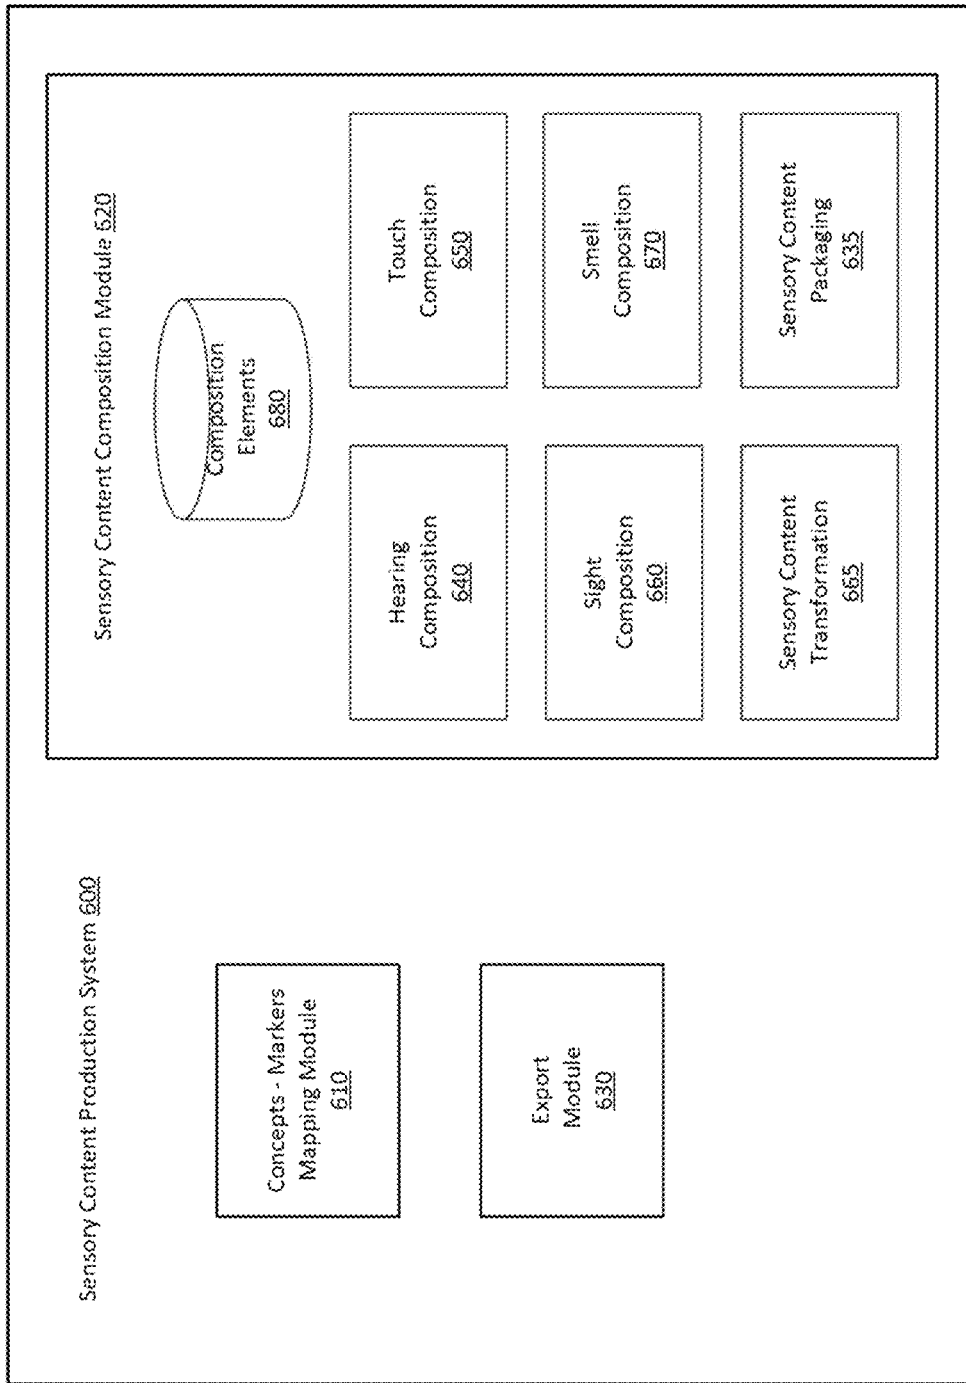 Sensory Content Production System 600
Concepts - Markers
Mapping Module
610
Export
Module
630
Sensory Content Composition Module 620
Composition
Elements
680
Hearing
Composition
640
Touch
Composition
650
Sight
Composition
660
Smell
Composition
670
Sensory Content
Transformation
665
Sensory Content
Packaging
635